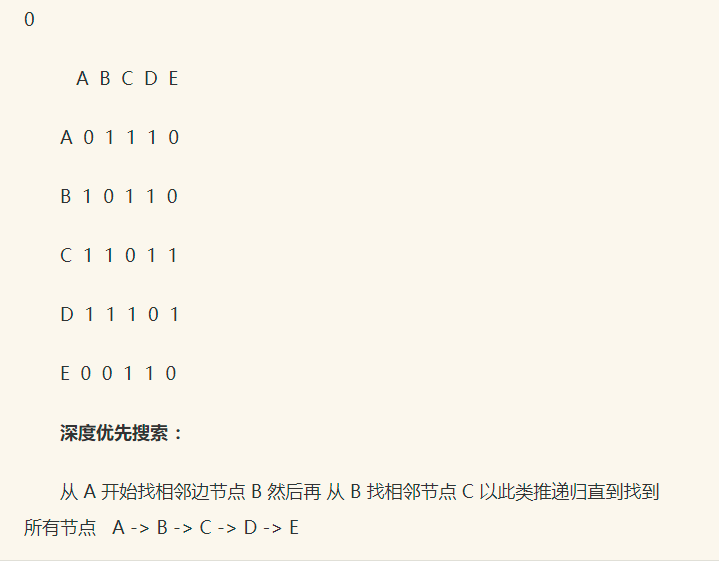 0
A B C D E
A 0 1 1 1 0
B 1 0 1 1 0
C 1 1 0 1 1
D 1 1 1 0 1
E 0 0 1 1 0
深度优先搜索：
从 A 开始找相邻边节点 B 然后再 从 B 找相邻节点 C 以此类推递归直到找到
所有节点 A -> B -> C -> D -> E